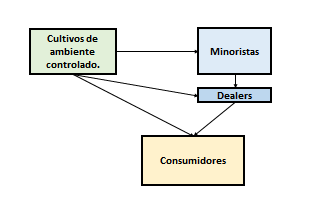 Cultivos de
ambiente
controlado.
Minoristas
Dealers
Consumidores